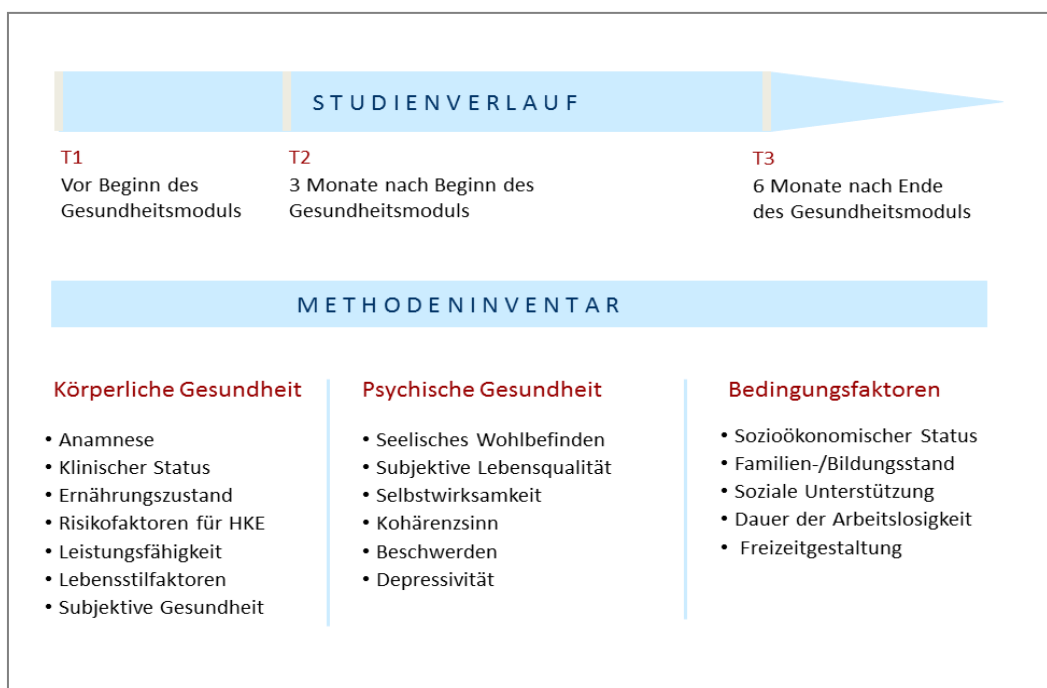 STUDIENVERLAUF
T1
Vor Beginn des
Gesundheitsmoduls
T2
3 Monate nach Beginn des
Gesundheitsmoduls
T3
6 Monate nach Ende
des Gesundheitsmoduls
METHODENINVENTAR
Körperliche Gesundheit
• Anamnese
• Klinischer Status
• Ernährungszustand
• Risikofaktoren für HKE
• Leistungsfähigkeit
• Lebensstilfaktoren
• Subjektive Gesundheit
Psychische Gesundheit
• Seelisches Wohlbefinden
• Subjektive Lebensqualität
• Selbstwirksamkeit
• Kohärenzsinn
• Beschwerden
• Depressivität
Bedingungsfaktoren
• Sozioökonomischer Status
• Familien-/Bildungsstand
• Soziale Unterstützung
• Dauer der Arbeitslosigkeit
• Freizeitgestaltung